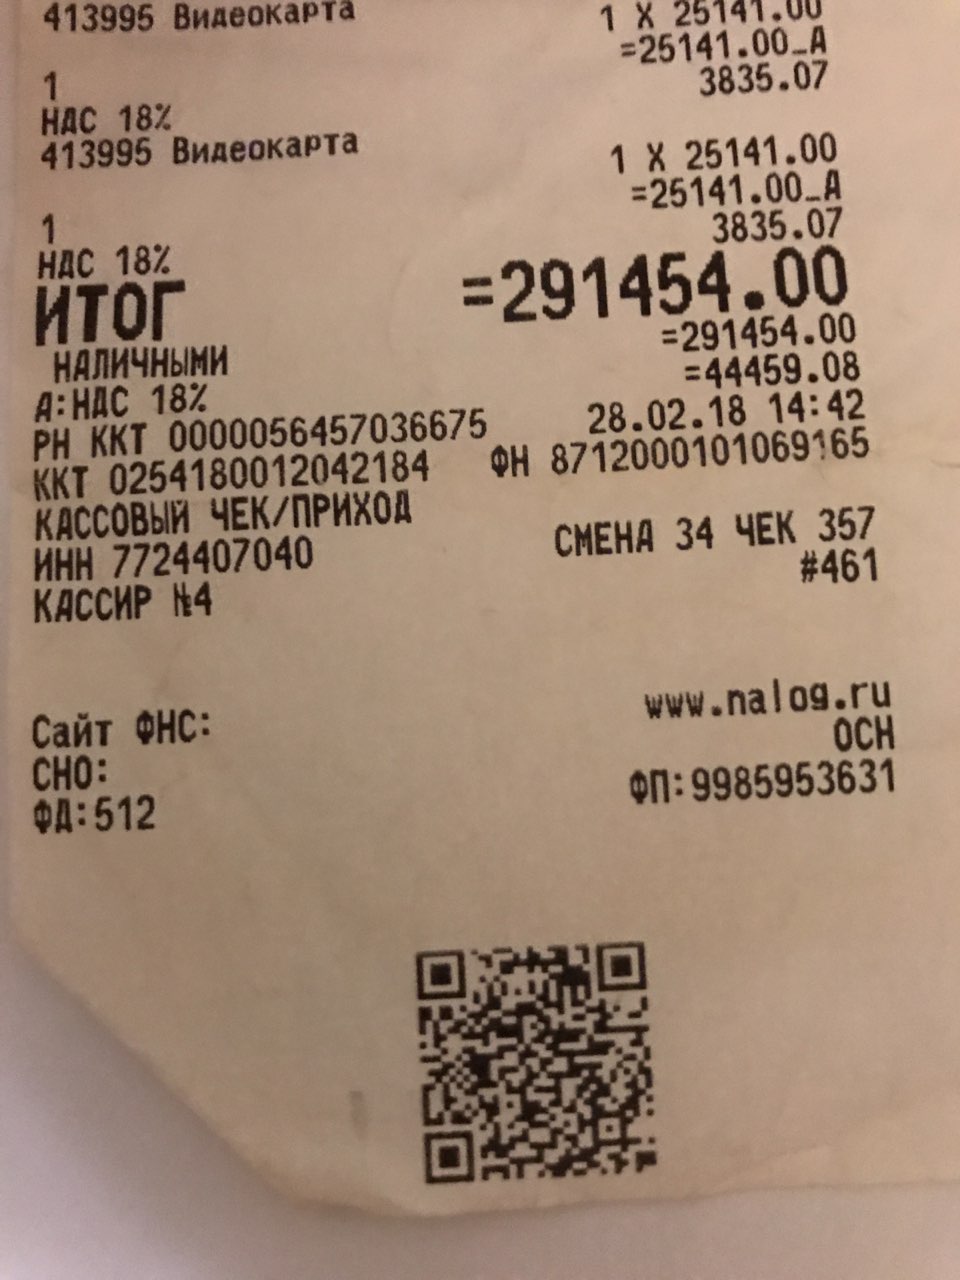 413995 Видеокарта
1 X 25141.00
=25141.00_А
1 3835.07
НДС 18%
413995 Видеокарта
1 X 25141.00
=25141.00_А
1 3835.07
НДС 18%
ИТОГ =291454.00
НАЛИЧНЫМИ =291454.00
А:НДС 18% =44459.08
РН ККТ 0000056457036675 28.02.18 14:42
ККТ 0254180012042184 ФН 8712000101069165
КАССОВЫЙ ЧЕК/ПРИХОД
ИНН 7724407040 СМЕНА 34 ЧЕК 357
КАССИР №4 #461
Сайт ФНС: www.nalog.ru
СНО: ОСН
ФД:512 ФП:9985953631